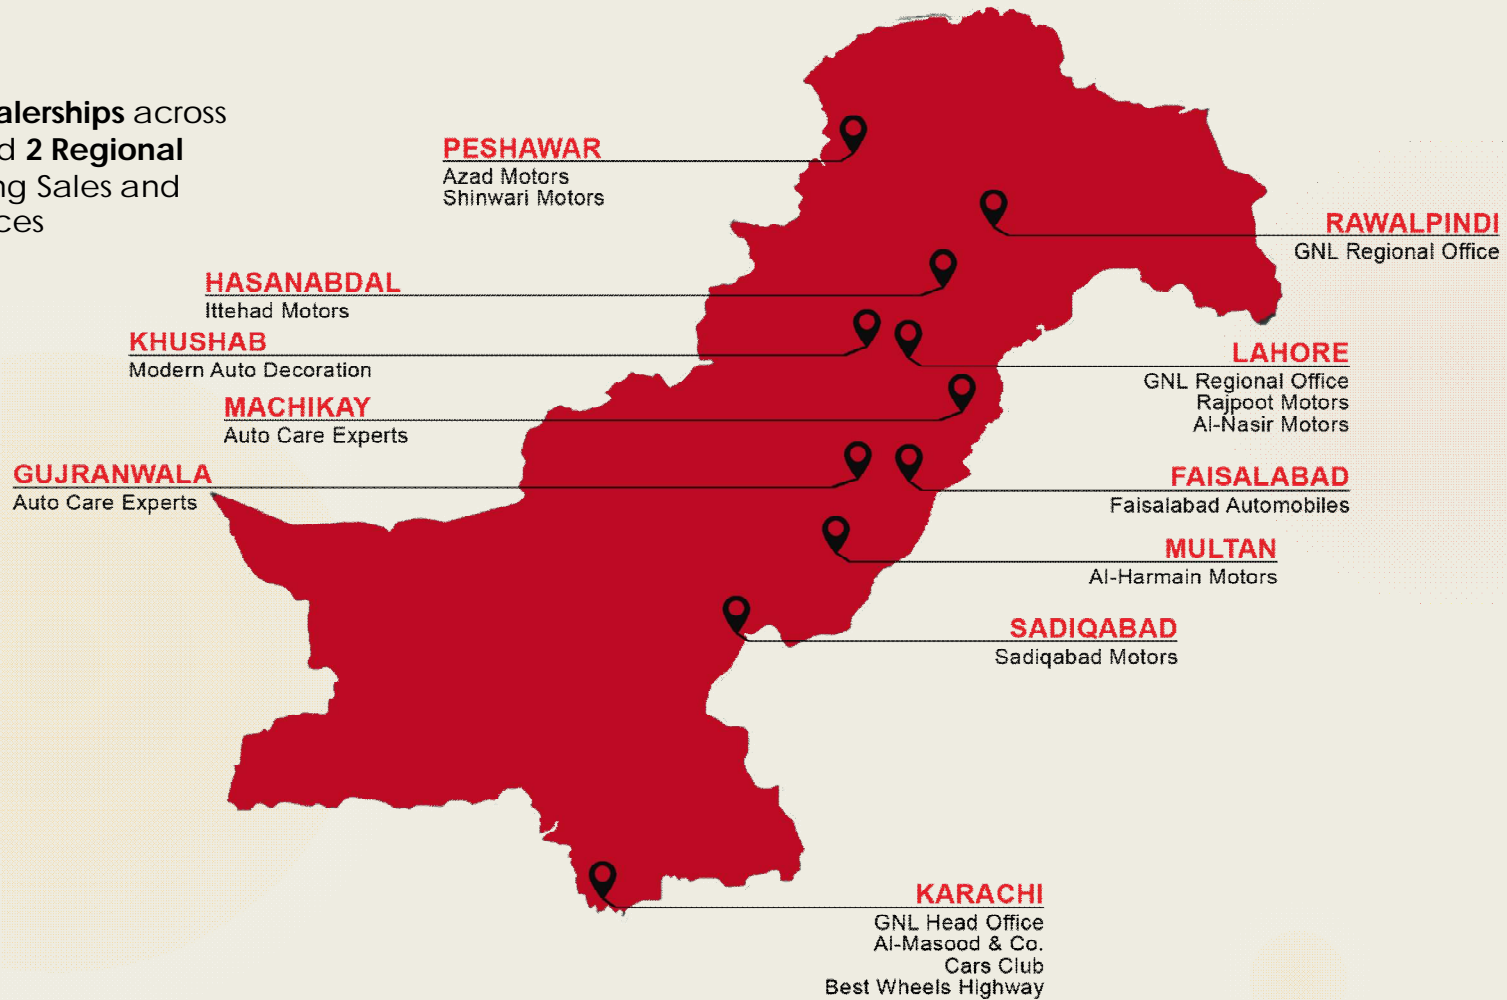 alerships across
d 2 Regional
ng Sales and
ces
PESHAWAR
Azad Motors
Shinwari Motors
RAWALPINDI
GNL Regional Office
HASANABDAL
Ittehad Motors
KHUSHAB
Modern Auto Decoration
LAHORE
GNL Regional Office
Rajpoot Motors
Al-Nasir Motors
MACHIKAY
Auto Care Experts
GUJRANWALA
Auto Care Experts
FAISALABAD
Faisalabad Automobiles
MULTAN
Al-Harmain Motors
SADIQABAD
Sadiqabad Motors
KARACHI
GNL Head Office
Al-Masood & Co.
Cars Club
Best Wheels Highway